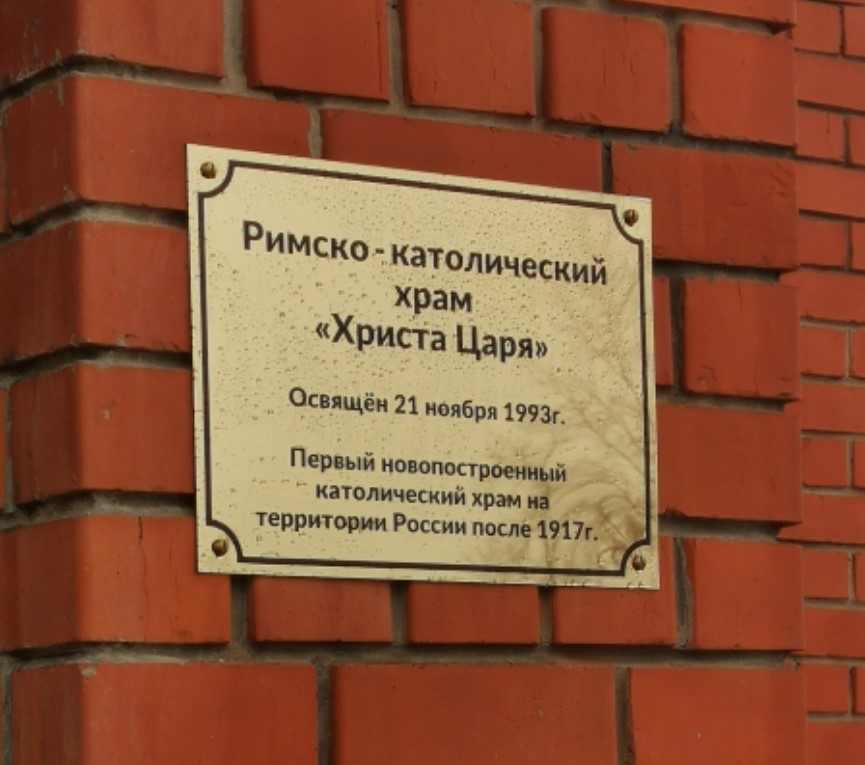 Римско - католический
храм
«Христа Царя»
Освящён 21 ноября 1993г.
Первый новопостроенный
католический храм на
территории России после 1917г.